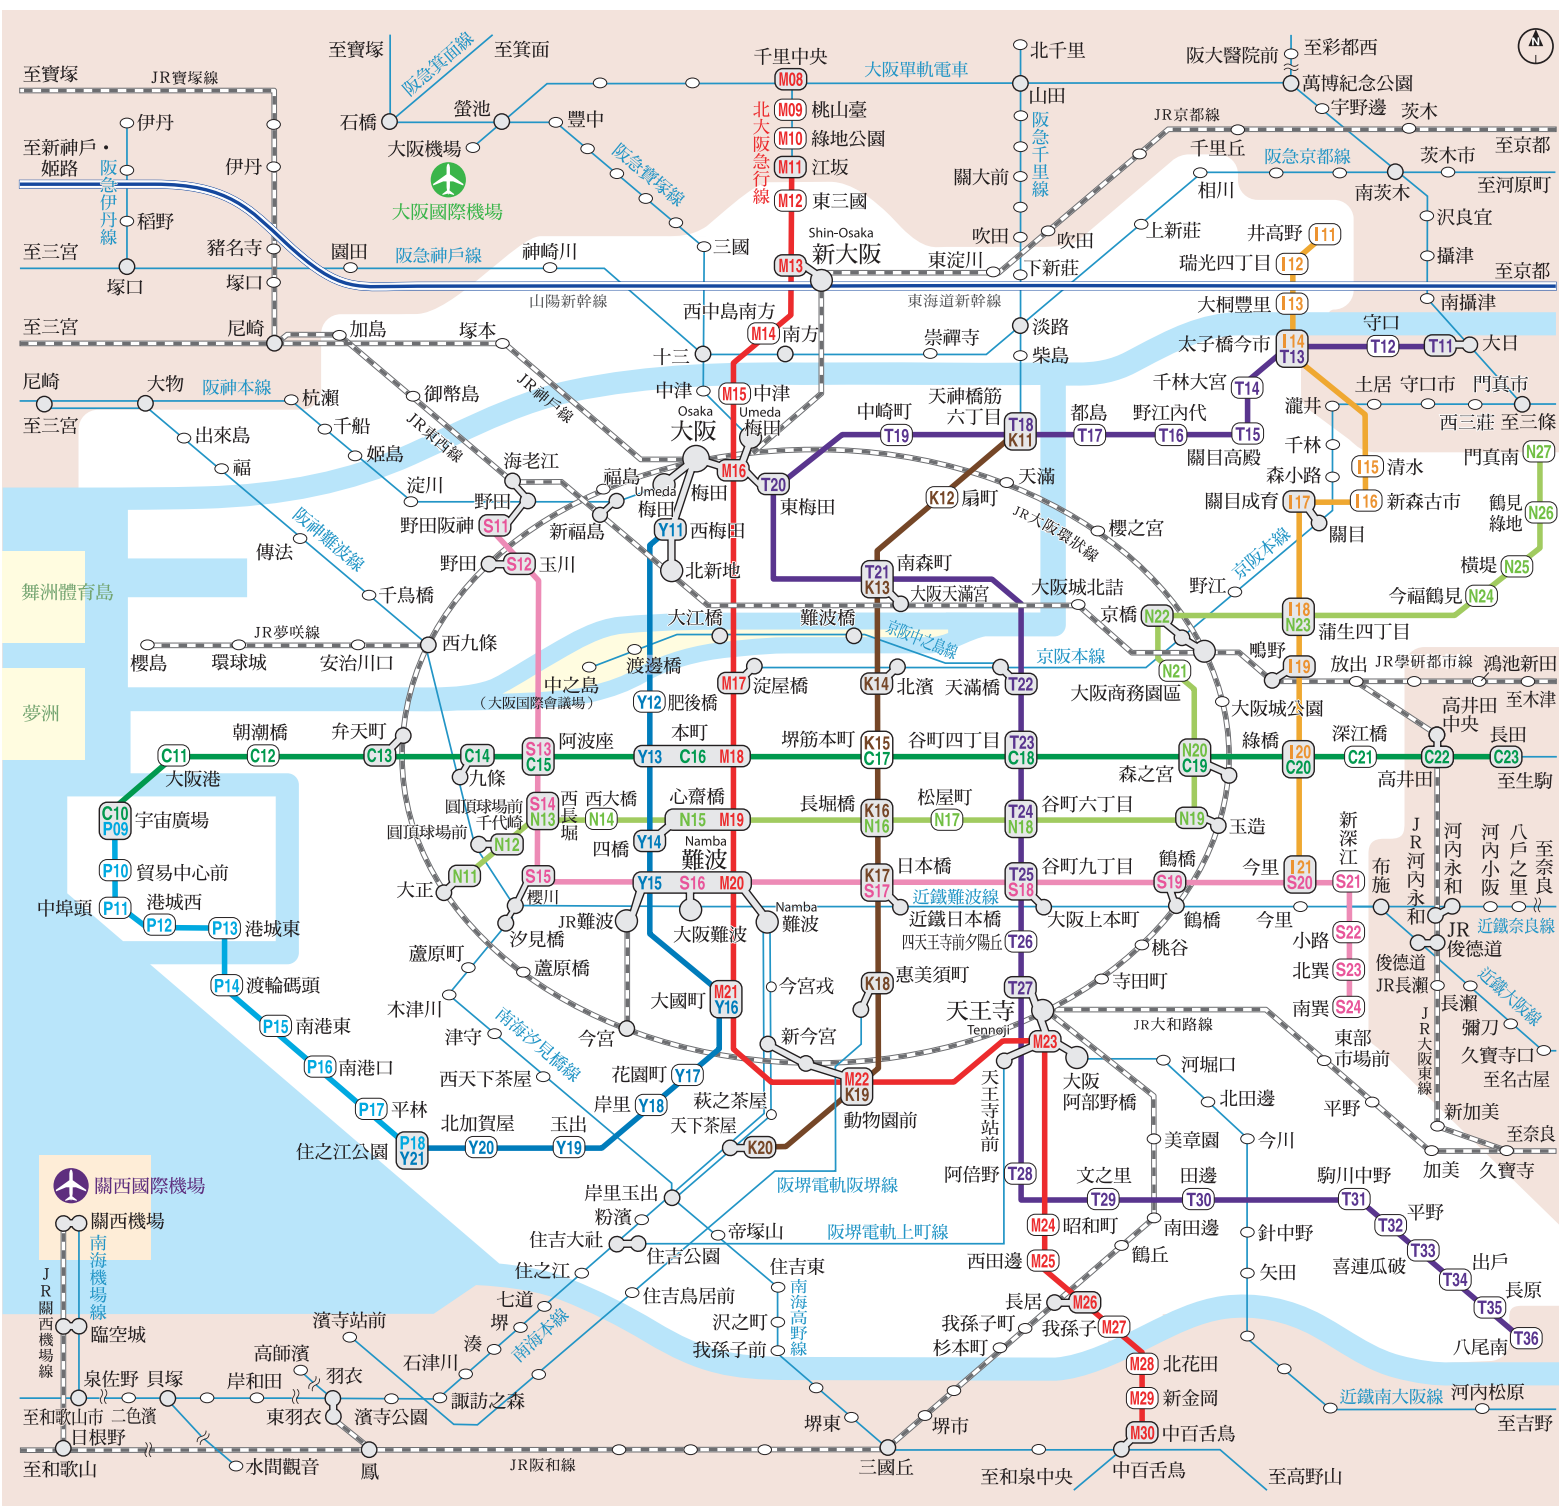 至寶塚
JR寶塚線
至寶塚
至箕面
阪急箕面線
千里中央
M08
大阪單軌電車
北千里
阪大醫院前
至彩都西
N
伊丹
石橋
螢池
豐中
大阪機場
北大阪急行線
M09 桃山臺
M10 綠地公園
M11 江坂
M12 東三國
山田
阪急千里線
萬博紀念公園
宇野邊
茨木
JR京都線
至京都
至新神戶・
姬路
阪急伊丹線
伊丹
稻野
阪急寶塚線
大阪國際機場
關大前
千里丘
阪急京都線
茨木市
相川
南茨木
至河原町
沢良宜
豬名寺
園田
阪急神戶線
神崎川
三國
Shin-Osaka
新大阪
M13
東淀川
吹田
吹田
上新莊
下新莊
井高野
I11
瑞光四丁目
I12
攝津
至三宮
塚口
塚口
山陽新幹線
東海道新幹線
至京都
大桐豐里
I13
南攝津
西中島南方
M14 南方
至三宮
尼崎
加島
塚本
十三
崇禪寺
淡路
柴島
太子橋今市
I14
T13
守口
T12
T11
大日
尼崎
至三宮
大物
阪神本線
杭瀨
千船
姬島
淀川
御幣島
JR東西線
JR神戶線
中津
M15 中津
Osaka
大阪
Umeda
梅田
中崎町
T19
天神橋筋
六丁目
T18
K11
都島
T17
野江內代
T16
T15
關目高殿
千林大宮
T14
土居
守口市
門真市
瀧井
西三莊
至三條
千林
森小路
I15 清水
I16 新森古市
門真南
N27
鶴見
綠地
N26
出來島
福
海老江
福島
野田
Umeda
梅田
梅田
M16
T20
東梅田
K12 扇町
天滿
JR大阪環狀線
櫻之宮
關目成育
I17
關目
阪神難波線
傳法
千鳥橋
野田阪神
S11
新福島
Y11 西梅田
野田
S12 玉川
北新地
南森町
T21
K13
大阪天滿宮
大阪城北詰
京橋
N22
野江
京阪本線
橫堤
N25
今福鶴見
N24
I18
N23
蒲生四丁目
舞洲體育島
夢洲
JR夢咲線
櫻島
環球城
安治川口
西九條
大江橋
難波橋
京阪中之島線
渡邊橋
中之島
(大阪国際會議場)
京阪本線
Y12 肥後橋
M17 淀屋橋
K14 北濱
天滿橋
T22
N21
大阪商務園區
大阪城公園
鴫野
I19
放出
JR學研都市線
鴻池新田
至木津
高井田
中央
C11
大阪港
朝潮橋
C12
弁天町
C13
C14
九條
S13
C15
阿波座
Y13
本町
C16
M18
堺筋本町
K15
C17
谷町四丁目
T23
C18
N20
C19
森之宮
綠橋
I20
C20
深江橋
C21
高井田
C22
長田
C23
至生駒
C10
P09
宇宙廣場
圓頂球場前
千代崎
圓頂球場前
S14
N13
西長堀
西大橋
N14
心齋橋
N15
M19
四橋
Y14
長堀橋
K16
N16
松屋町
N17
谷町六丁目
T24
N18
N19
玉造
新深江
N12
N11
大正
Namba
難波
Y15
S16
M20
JR難波
大阪難波
Namba
難波
S15
櫻川
汐見橋
日本橋
K17
S17
近鐵難波線
近鐵日本橋
谷町九丁目
T25
S18
大阪上本町
鶴橋
S19
鶴橋
今里
I21
S20
S21
今里
布施
JR河內永和
河內永和
河內小阪
八戶之里
至奈良
近鐵奈良線
P10 貿易中心前
中埠頭
P11
港城西
P12
P13 港城東
P14 渡輪碼頭
P15 南港東
P16 南港口
P17 平林
蘆原町
蘆原橋
木津川
津守
今宮
四天王寺前夕陽丘
T26
桃谷
寺田町
小路
S22
北巽
S23
南巽
S24
JR
俊德道
俊德道
JR長瀨
長瀨
彌刀
近鐵大阪線
久寶寺口
至名古屋
大國町
M21
Y16
今宮戎
新今宮
惠美須町
K18
T27
天王寺
Tennoji
M23
JR大和路線
東部
市場前
平野
JR大阪東線
新加美
至奈良
加美
久寶寺
南海汐見橋線
西天下茶屋
花園町
Y17
岸里
Y18
玉出
Y19
北加賀屋
Y20
住之江公園
P18
Y21
萩之茶屋
天下茶屋
K20
M22
K19
動物園前
天王寺站前
大阪
阿部野橋
河堀口
北田邊
今川
美章園
關西國際機場
關西機場
南海機場線
JR關西機場線
臨空城
阪堺電軌阪堺線
阪堺電軌上町線
岸里玉出
粉濱
帝塚山
住吉大社
住吉公園
住之江
住吉東
七道
住吉鳥居前
堺
湊
南海本線
石津川
諏訪之森
沢之町
南海高野線
我孫子前
阿倍野
T28
文之里
T29
田邊
T30
駒川中野
T31
T32
平野
喜連瓜破
T33
T34
出戶
T35
長原
T36
八尾南
M24 昭和町
南田邊
針中野
西田邊
M25
鶴丘
矢田
長居
M26
我孫子町
我孫子
M27
杉本町
M28 北花田
M29 新金岡
M30 中百舌鳥
近鐵南大阪線
河內松原
至吉野
濱寺站前
高師濱
羽衣
東羽衣
濱寺公園
泉佐野
貝塚
岸和田
至和歌山市
二色濱
日根野
至和歌山
水間觀音
鳳
JR阪和線
堺東
堺市
三國丘
至和泉中央
中百舌鳥
至高野山